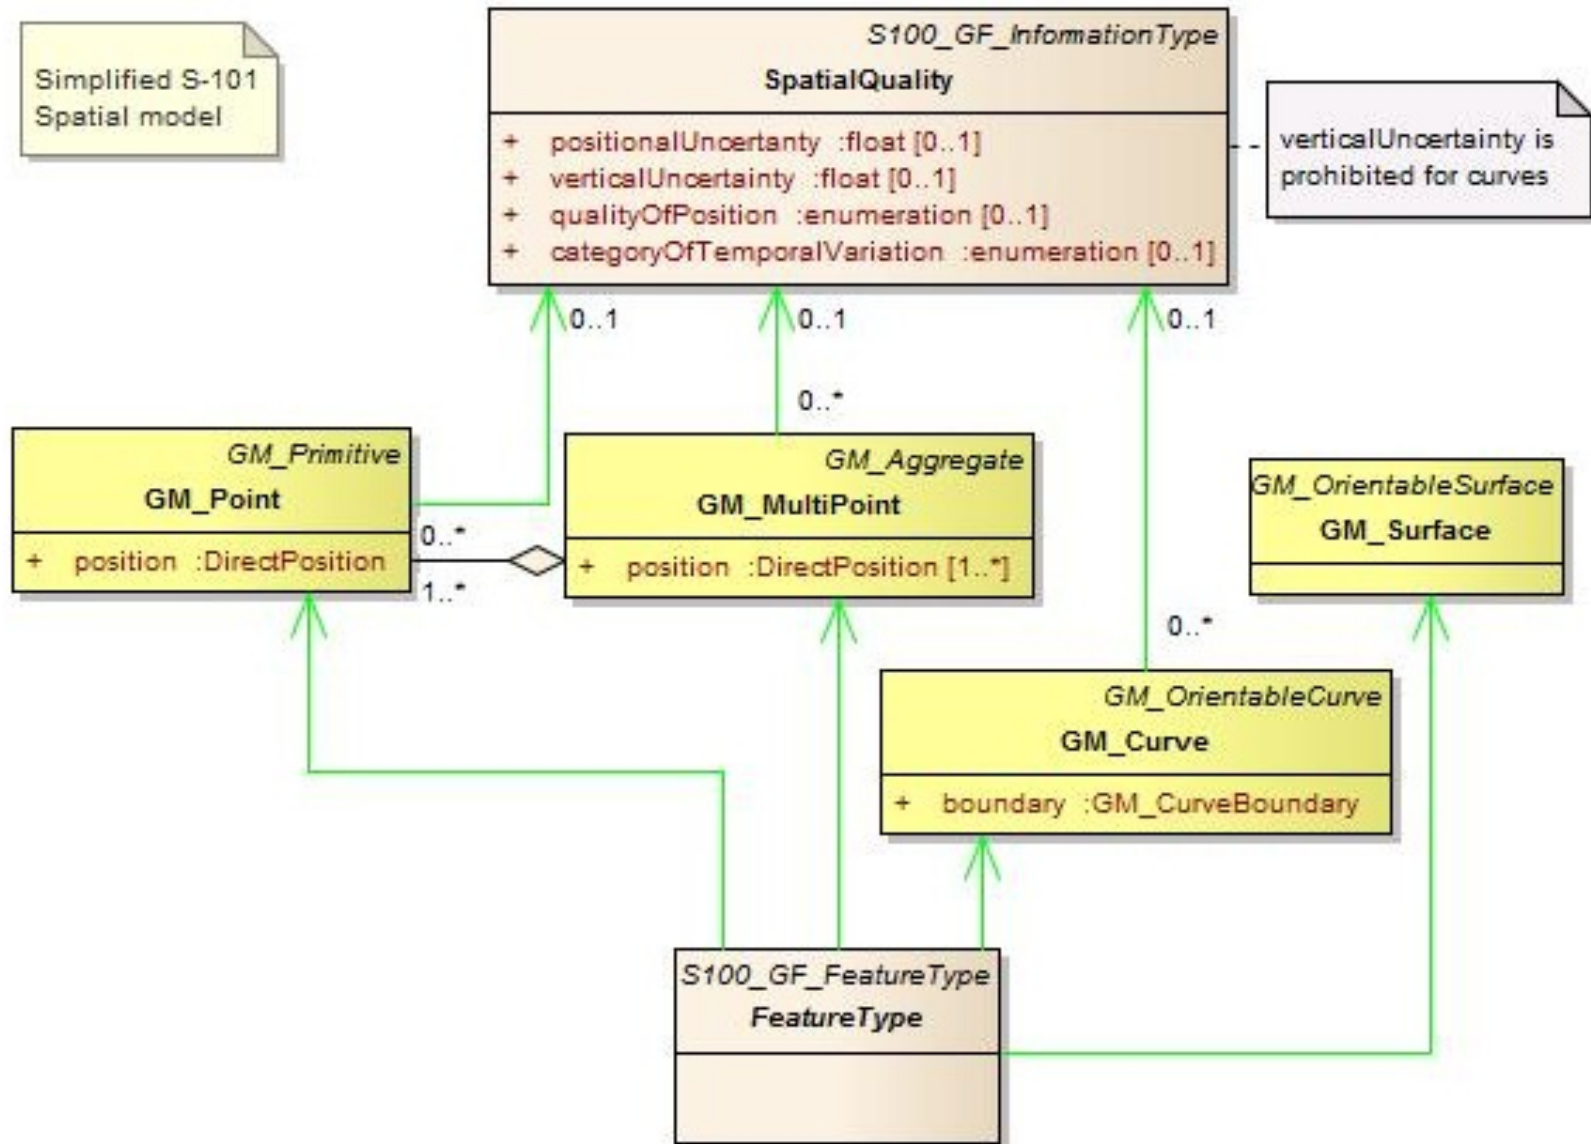 Simplified S-101
Spatial model
S100_GF_InformationType
SpatialQuality
+ positionalUncertanty :float [0..1]
+ verticalUncertainty :float [0..1]
+ qualityOfPosition :enumeration [0..1]
+ categoryOfTemporalVariation :enumeration [0..1]
verticalUncertainty is
prohibited for curves
0..1
0..1
0..1
0..*
GM_Primitive
GM_Point
+ position :DirectPosition
0..*
1..*
GM_Aggregate
GM_MultiPoint
+ position :DirectPosition [1..*]
GM_OrientableSurface
GM_Surface
0..*
GM_OrientableCurve
GM_Curve
+ boundary :GM_CurveBoundary
S100_GF_FeatureType
FeatureType